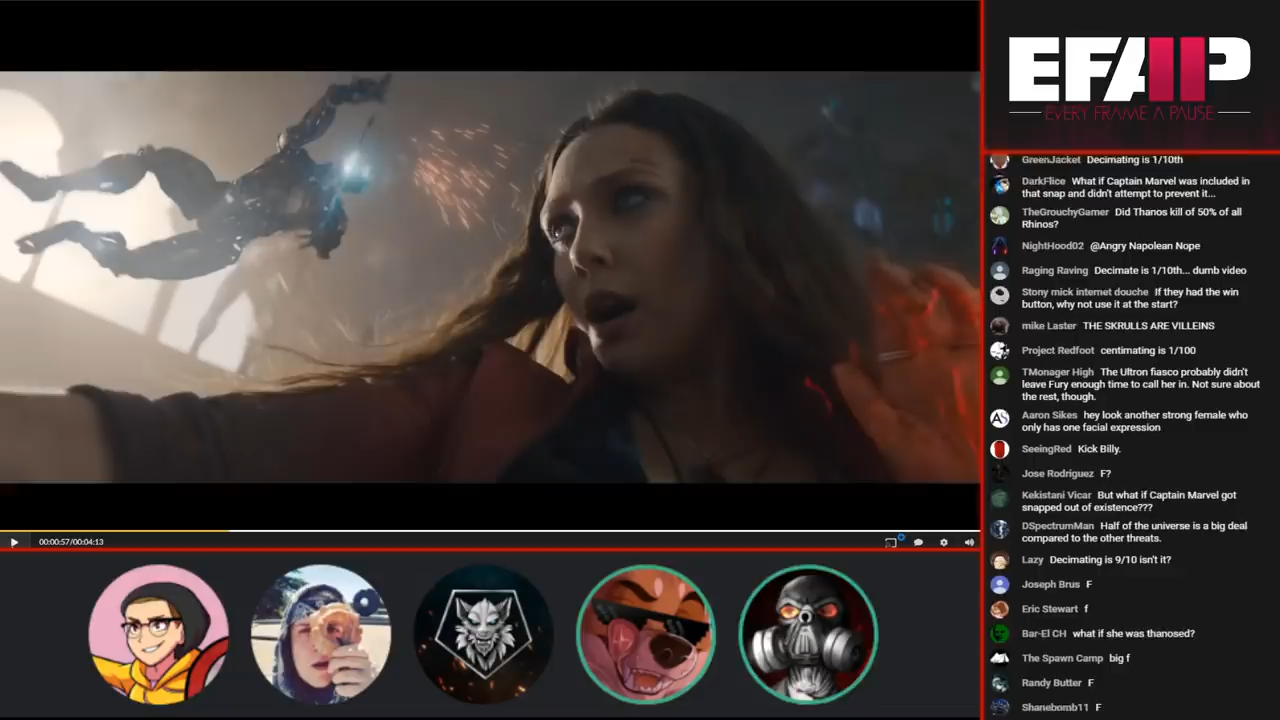 EFAP
EVERY FRAME A PAUSE
GreenJacket Decimating is 1/10th
DarkFlice What if Captain Marvel was included in
that snap and didn't attempt to prevent it...
TheGrouchyGamer Did Thanos kill of 50% of all
Rhinos?
NightHood02 @Angry Napolean Nope
Raging Raving Decimate is 1/10th... dumb video
Stony mick internet douche If they had the win
button, why not use it at the start?
mike Laster THE SKRULLS ARE VILLEINS
Project Redfoot centimating is 1/100
TMonager High The Ultron fiasco probably didn't
leave Fury enough time to call her in. Not sure about
the rest, though.
Aaron Sikes hey look another strong female who
only has one facial expression
SeeingRed Kick Billy.
Jose Rodriguez F?
Kekistani Vicar But what if Captain Marvel got
snapped out of existence???
DSpectrumMan Half of the universe is a big deal
compared to the other threats.
Lazy Decimating is 9/10 isn't it?
Joseph Brus F
Eric Stewart f
Bar-El CH what if she was thanosed?
The Spawn Camp big f
Randy Butter F
Shanebomb11 F
00:00:57/00:04:13